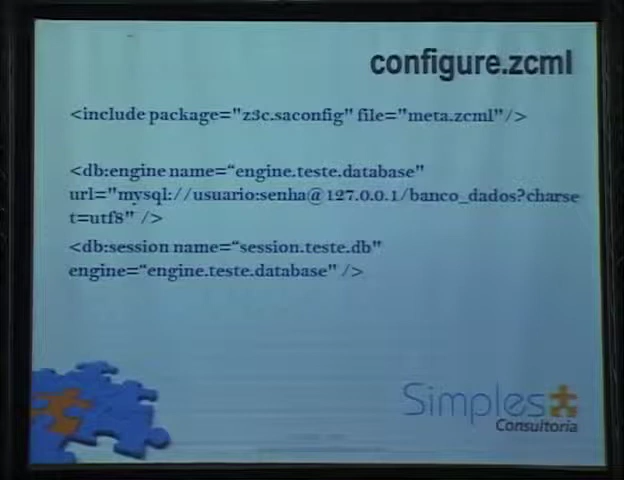 configure.zcml
<include package="z3c.saconfig" file="meta.zcml"/>
<db:engine name=“engine.teste.database"
url="mysql://usuario:senha@127.0.0.1/banco_dados?charse
t=utf8" />
<db:session name=“session.teste.db"
engine=“engine.teste.database" />
Simples
Consultoria